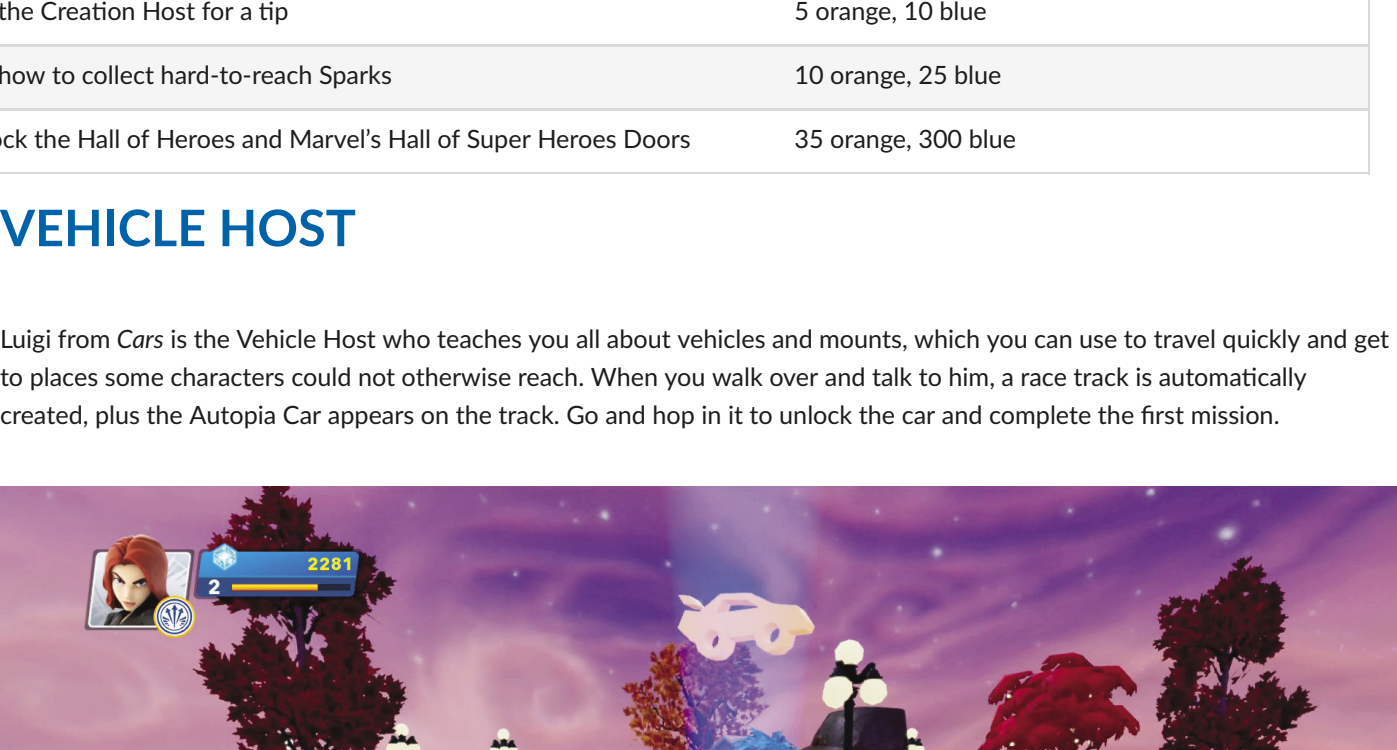 the Creation Host for a tip 5 orange, 10 blue
how to collect hard-to-reach Sparks 10 orange, 25 blue
ock the Hall of Heroes and Marvel’s Hall of Super Heroes Doors 35 orange, 300 blue
VEHICLE HOST
Luigi from Cars is the Vehicle Host who teaches you all about vehicles and mounts, which you can use to travel quickly and get
to places some characters could not otherwise reach. When you walk over and talk to him, a race track is automatically
created, plus the Autopia Car appears on the track. Go and hop in it to unlock the car and complete the first mission.
2281
2